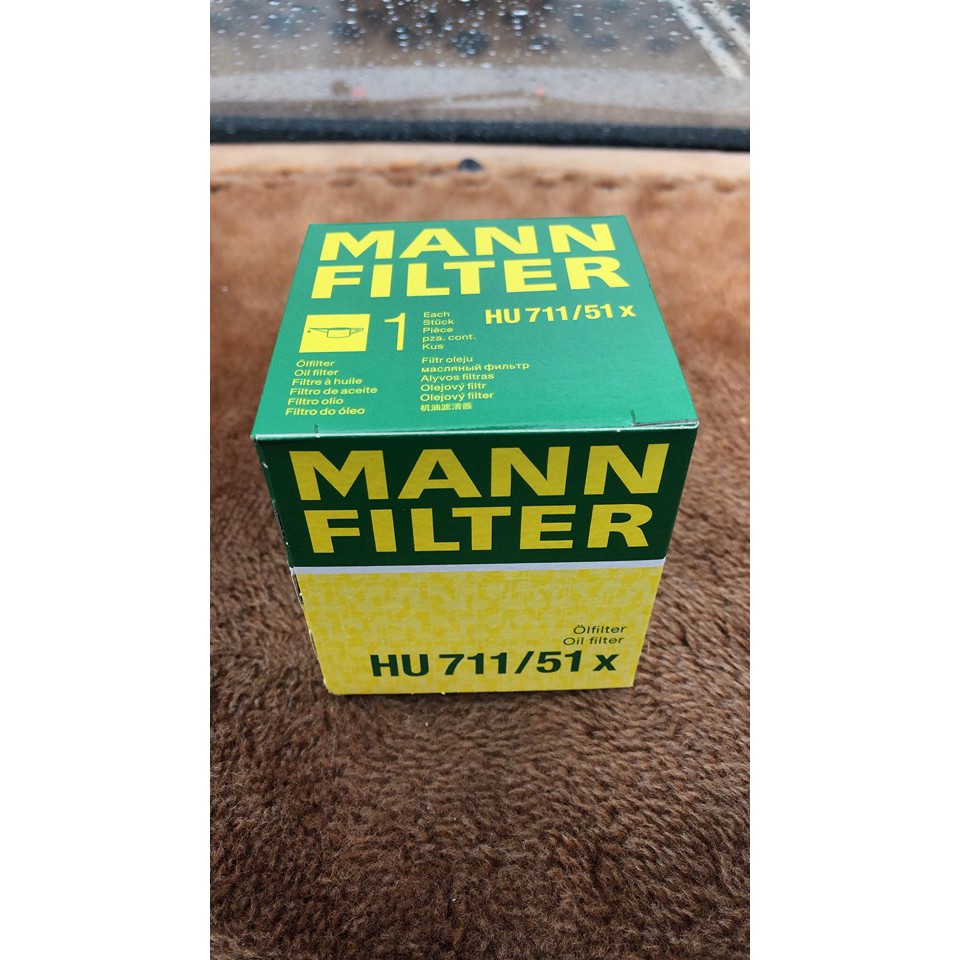 MANN
FILTER
HU 711/51 x
1
Each
Stück
Pièce
pza. cont.
Kus
Ölfilter
Oil filter
Filtre à huile
Filtro de aceite
Filtro olio
Filtro do óleo
Filtr oleju
масляный фильтр
Alyvos filtras
Olejový filtr
Olejový filter
机油滤清器
MANN
FILTER
Ölfilter
Oil filter
HU 711/51 x